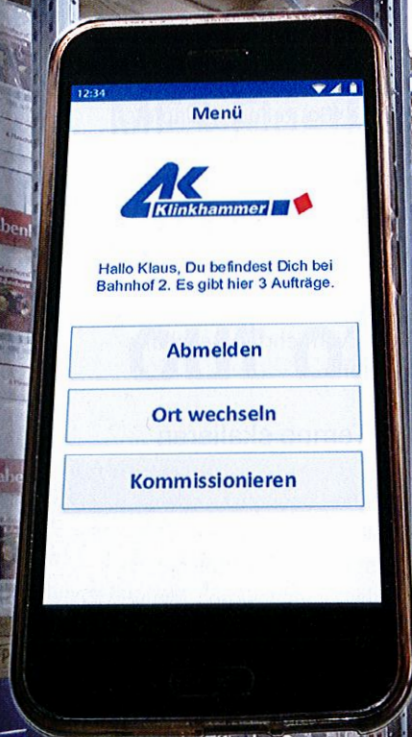 12:34
Menü
Klinkhammer
Hallo Klaus, Du befindest Dich bei
Bahnhof 2. Es gibt hier 3 Aufträge.
Abmelden
Ort wechseln
Kommissionieren